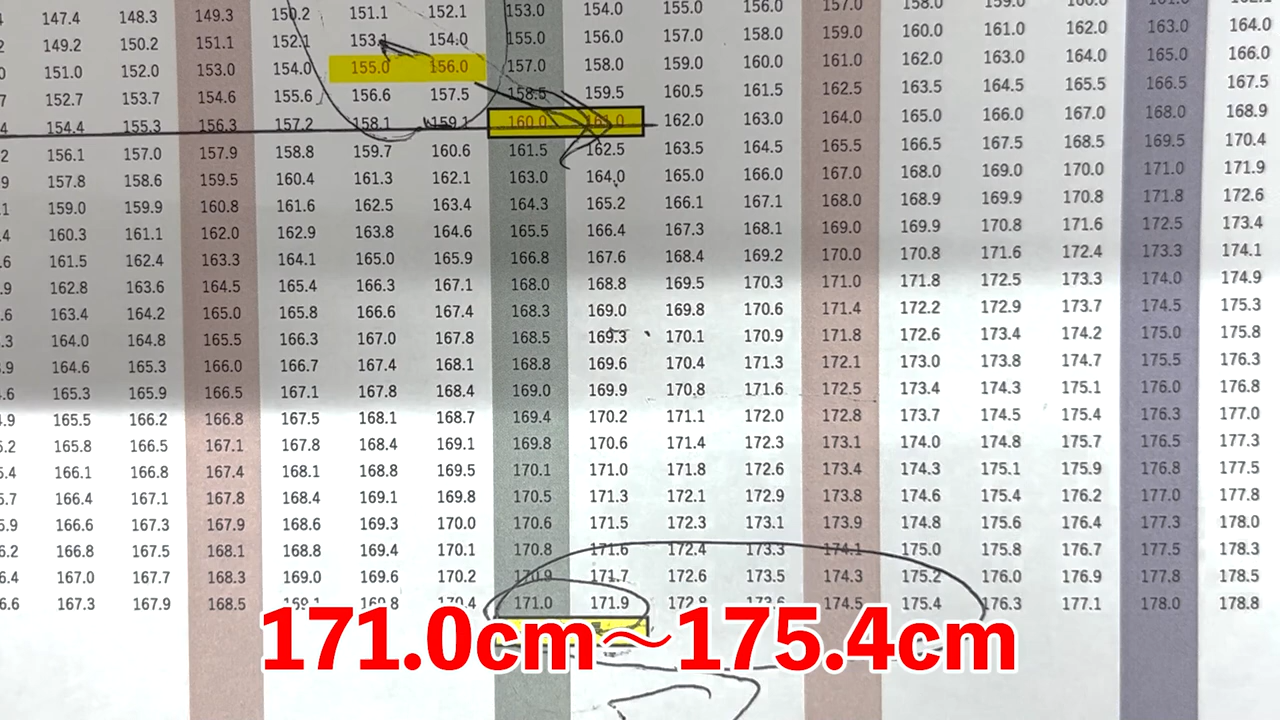 147.4 148.3 149.3 150.2 151.1 152.1 153.0 154.0 155.0 156.0 157.0 158.0 159.0 160.0 161.0
149.2 150.2 151.1 152.1 153.1 154.0 155.0 156.0 157.0 158.0 159.0 160.0 161.0 162.0 163.0 164.0
151.0 152.0 153.0 154.0 155.0 156.0 157.0 158.0 159.0 160.0 161.0 162.0 163.0 164.0 165.0 166.0
152.7 153.7 154.6 155.6 156.6 157.5 158.5 159.5 160.5 161.5 162.5 163.5 164.5 165.5 166.5 167.5
154.4 155.3 156.3 157.2 158.1 159.1 160.0 161.0 162.0 163.0 164.0 165.0 166.0 167.0 168.0 168.9
156.1 157.0 157.9 158.8 159.7 160.6 161.5 162.5 163.5 164.5 165.5 166.5 167.5 168.5 169.5 170.4
157.8 158.6 159.5 160.4 161.3 162.1 163.0 164.0 165.0 166.0 167.0 168.0 169.0 170.0 171.0 171.9
159.0 159.9 160.8 161.6 162.5 163.4 164.3 165.2 166.1 167.1 168.0 168.9 169.9 170.8 171.8 172.6
160.3 161.1 162.0 162.9 163.8 164.6 165.5 166.4 167.3 168.1 169.0 169.9 170.8 171.6 172.5 173.4
161.5 162.4 163.3 164.1 165.0 165.9 166.8 167.6 168.4 169.2 170.0 170.8 171.6 172.4 173.3 174.1
162.8 163.6 164.5 165.4 166.3 167.1 168.0 168.8 169.5 170.3 171.0 171.8 172.5 173.3 174.0 174.9
163.4 164.2 165.0 165.8 166.6 167.4 168.3 169.0 169.8 170.6 171.4 172.2 172.9 173.7 174.5 175.3
164.0 164.8 165.5 166.3 167.0 167.8 168.5 169.3 170.1 170.9 171.8 172.6 173.4 174.2 175.0 175.8
164.6 165.3 166.0 166.7 167.4 168.1 168.8 169.6 170.4 171.3 172.1 173.0 173.8 174.7 175.5 176.3
165.3 165.9 166.5 167.1 167.8 168.4 169.0 169.9 170.8 171.6 172.5 173.4 174.3 175.1 176.0 176.8
165.5 166.2 166.8 167.5 168.1 168.7 169.4 170.2 171.1 172.0 172.8 173.7 174.5 175.4 176.3 177.0
165.8 166.5 167.1 167.8 168.4 169.1 169.8 170.6 171.4 172.3 173.1 174.0 174.8 175.7 176.5 177.3
166.1 166.8 167.4 168.1 168.8 169.5 170.1 171.0 171.8 172.6 173.4 174.3 175.1 175.9 176.8 177.5
166.4 167.1 167.8 168.4 169.1 169.8 170.5 171.3 172.1 172.9 173.8 174.6 175.4 176.2 177.0 177.8
166.6 167.3 167.9 168.6 169.3 170.0 170.6 171.5 172.3 173.1 173.9 174.8 175.6 176.4 177.3 178.0
166.8 167.5 168.1 168.8 169.4 170.1 170.8 171.6 172.4 173.3 174.1 175.0 175.8 176.7 177.5 178.3
167.0 167.7 168.3 169.0 169.6 170.2 170.9 171.7 172.6 173.5 174.3 175.2 176.0 176.9 177.8 178.5
167.3 167.9 168.5 169.1 169.8 170.4 171.0 171.9 172.8 173.6 174.5 175.4 176.3 177.1 178.0 178.8
171.0cm～175.4cm